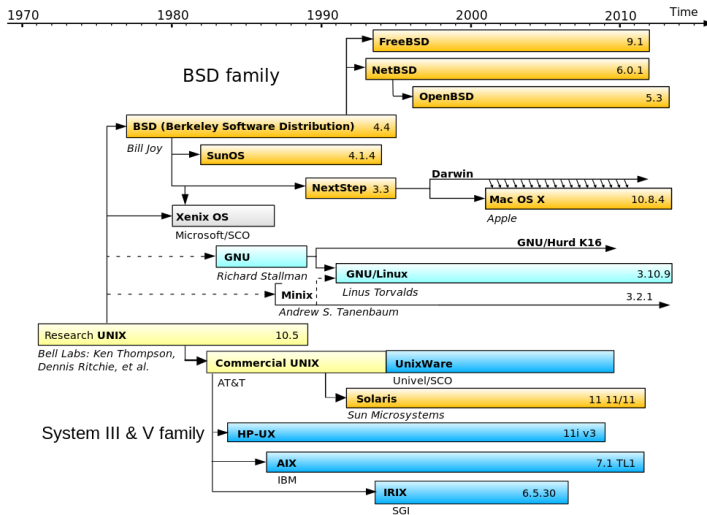 1970 1980 1990 2000 2010 Time
FreeBSD 9.1
BSD family
NetBSD 6.0.1
OpenBSD 5.3
BSD (Berkeley Software Distribution) 4.4
Bill Joy
SunOS 4.1.4
Darwin
NextStep 3.3
Mac OS X 10.8.4
Apple
Xenix OS
Microsoft/SCO
GNU/Hurd K16
GNU
Richard Stallman
GNU/Linux 3.10.9
Linus Torvalds
Minix 3.2.1
Andrew S. Tanenbaum
Research UNIX 10.5
Bell Labs: Ken Thompson,
Dennis Ritchie, et al.
Commercial UNIX UnixWare
AT&T Univel/SCO
Solaris 11 11/11
Sun Microsystems
System III & V family
HP-UX 11i v3
AIX 7.1 TL1
IBM
IRIX 6.5.30
SGI